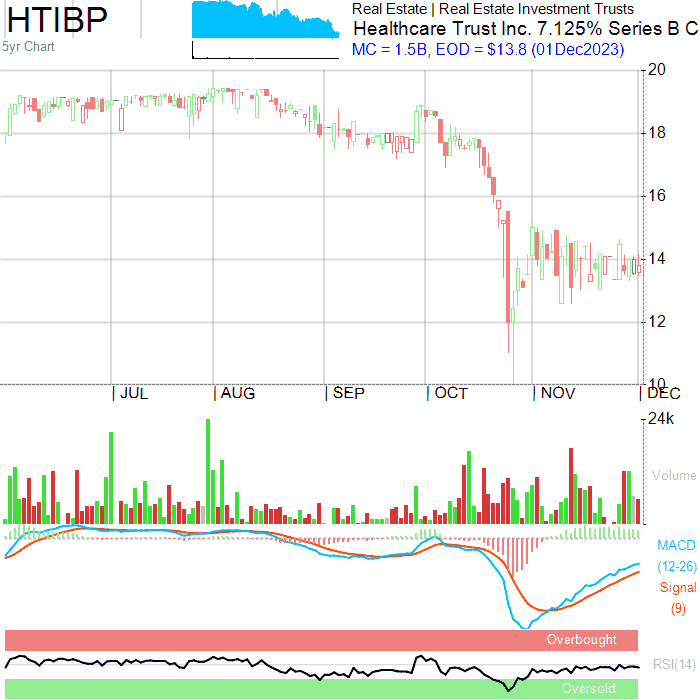 HTIBP
5yr Chart
Real Estate | Real Estate Investment Trusts
Healthcare Trust Inc. 7.125% Series B C
MC = 1.5B, EOD = $13.8 (01Dec2023)
20
18
16
14
12
10
| JUL
| AUG
| SEP
| OCT
| NOV
| DEC
24k
Volume
MACD
(12-26)
Signal
(9)
Overbought
RSI(14)
Oversold